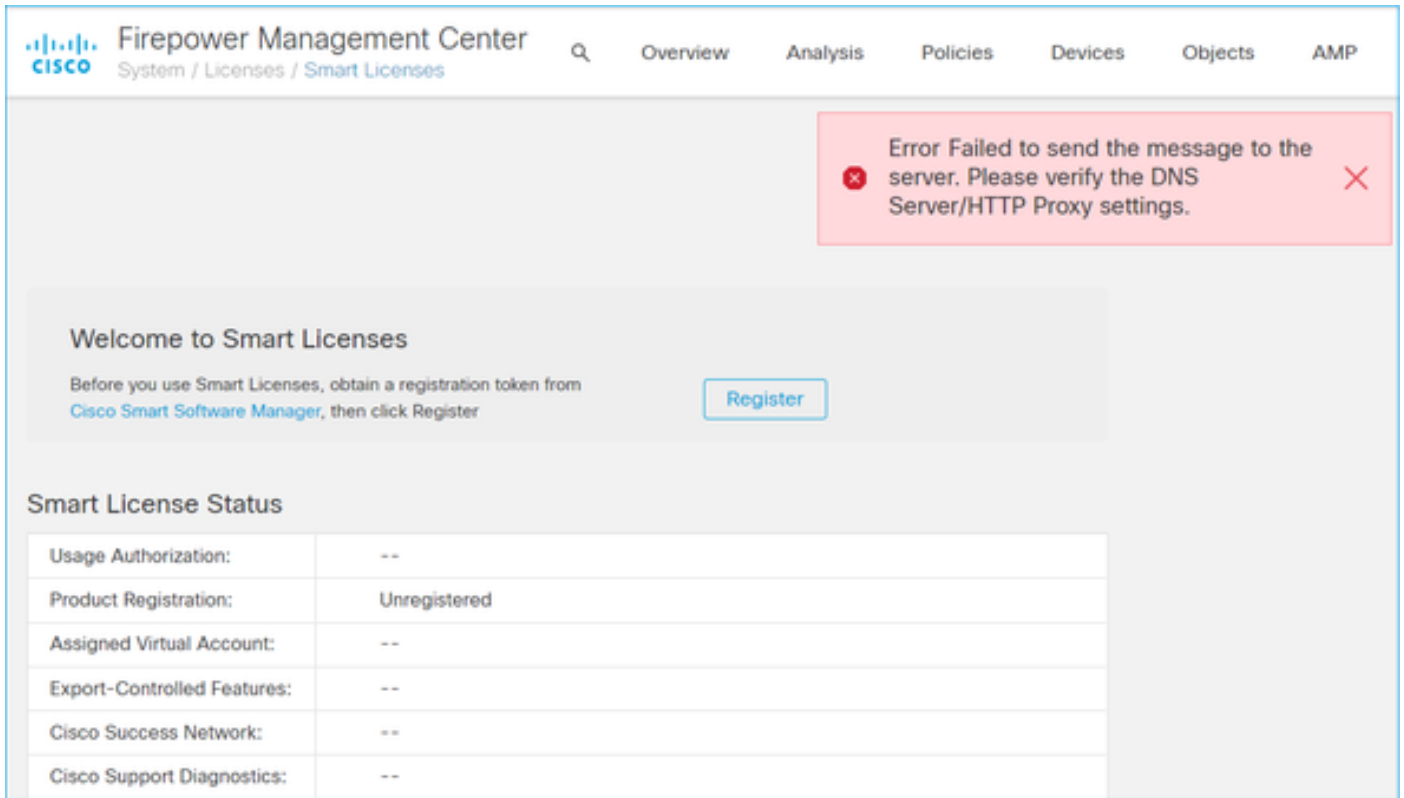 CISCO
Firepower Management Center
System / Licenses / Smart Licenses
Overview
Analysis
Policies
Devices
Objects
AMP
Error Failed to send the message to the
server. Please verify the DNS
Server/HTTP Proxy settings.
Welcome to Smart Licenses
Before you use Smart Licenses, obtain a registration token from
Cisco Smart Software Manager, then click Register
Register
Smart License Status
Usage Authorization: --
Product Registration: Unregistered
Assigned Virtual Account: --
Export-Controlled Features: --
Cisco Success Network: --
Cisco Support Diagnostics: --